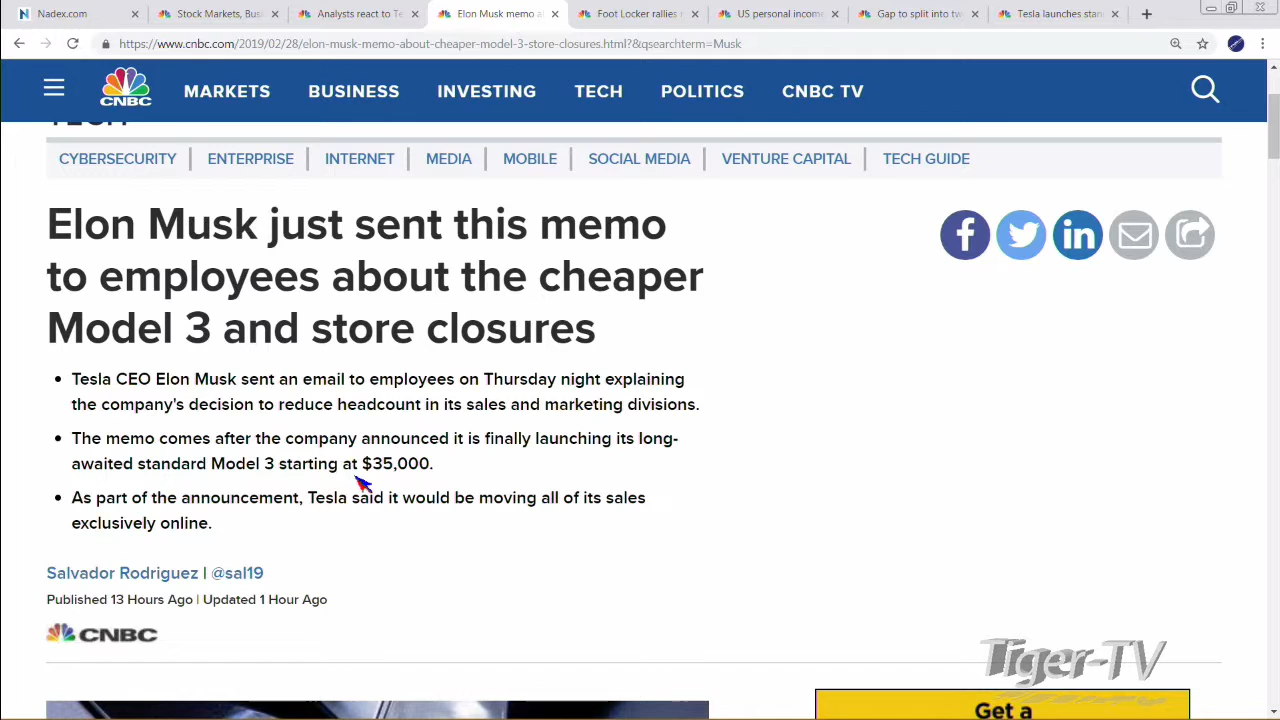 Nadex.com
Stock Markets, Busi
Analysts react to Te
Elon Musk memo a
Foot Locker rallies
US personal income
Gap to split into tw
Tesla launches stan
https://www.cnbc.com/2019/02/28/elon-musk-memo-about-cheaper-model-3-store-closures.html?&qsearchterm=Musk
CNBC
MARKETS
BUSINESS
INVESTING
TECH
POLITICS
CNBC TV
TECH
CYBERSECURITY
ENTERPRISE
INTERNET
MEDIA
MOBILE
SOCIAL MEDIA
VENTURE CAPITAL
TECH GUIDE
Elon Musk just sent this memo
to employees about the cheaper
Model 3 and store closures
Tesla CEO Elon Musk sent an email to employees on Thursday night explaining
the company's decision to reduce headcount in its sales and marketing divisions.
The memo comes after the company announced it is finally launching its long-
awaited standard Model 3 starting at $35,000.
As part of the announcement, Tesla said it would be moving all of its sales
exclusively online.
Salvador Rodriguez | @sal19
Published 13 Hours Ago | Updated 1 Hour Ago
CNBC
Tiger-TV
Get a